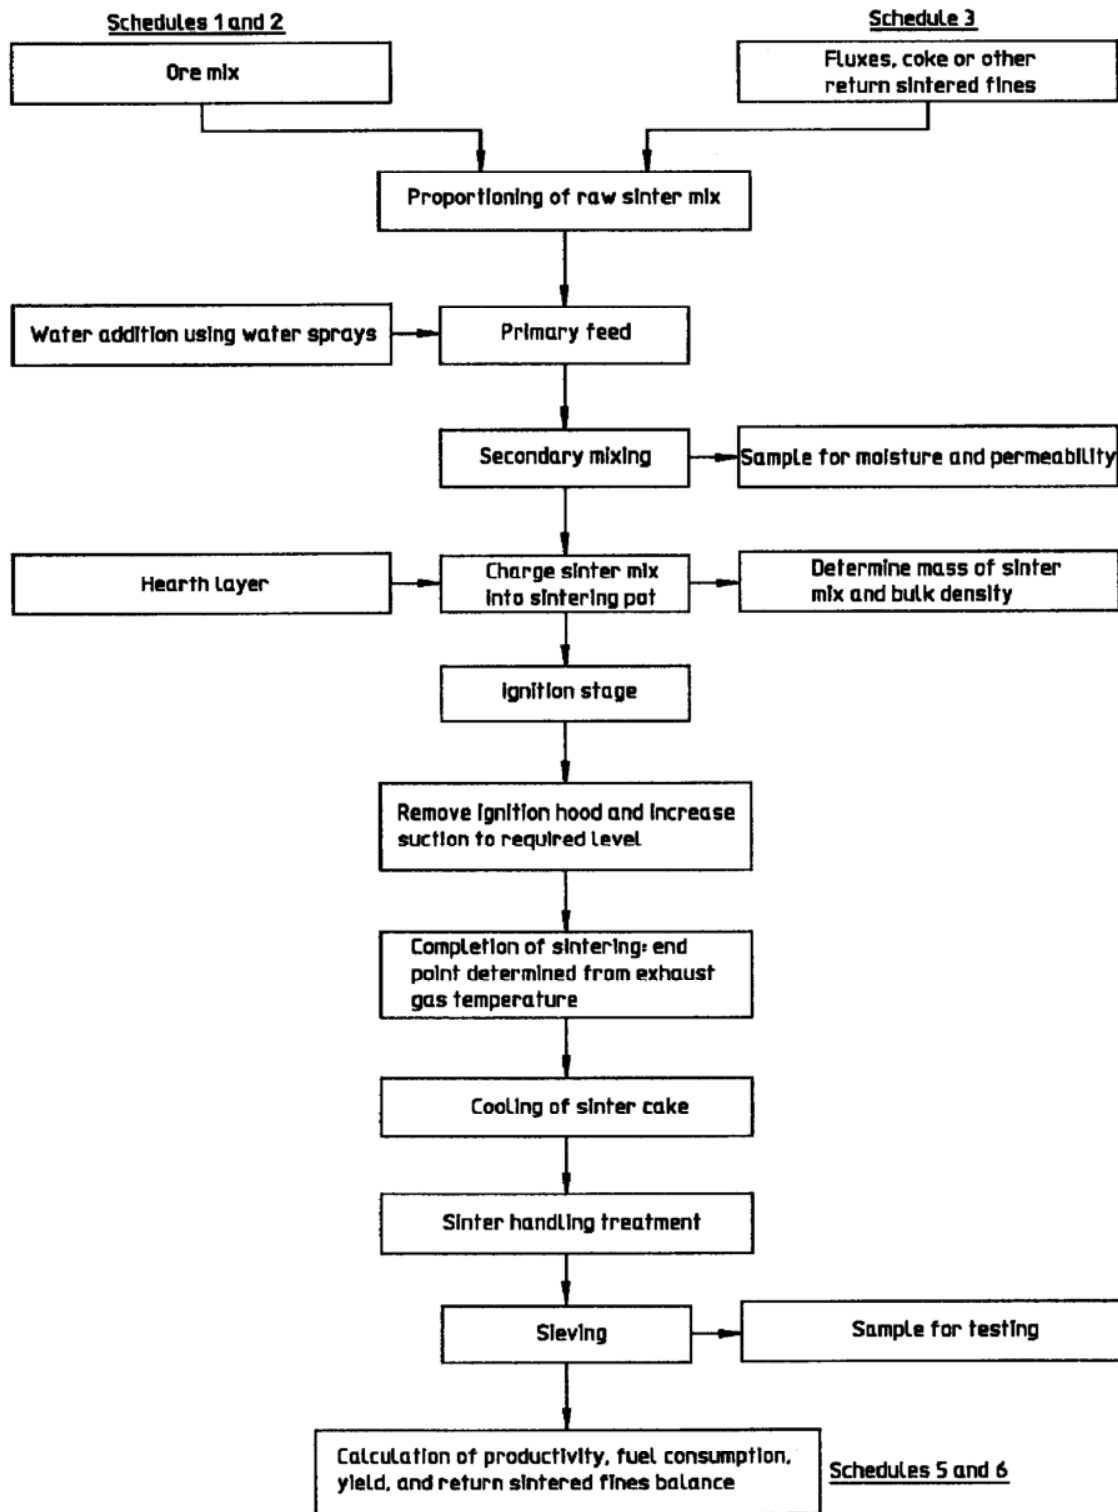 Schedules 1 and 2
Schedule 3
Ore mix
Fluxes, coke or other
return sintered fines
Proportioning of raw sinter mix
Water addition using water sprays
Primary feed
Secondary mixing
Sample for moisture and permeability
Hearth layer
Charge sinter mix
into sintering pot
Determine mass of sinter
mix and bulk density
Ignition stage
Remove ignition hood and increase
suction to required level
Completion of sintering: end
point determined from exhaust
gas temperature
Cooling of sinter cake
Sinter handling treatment
Sieving
Sample for testing
Calculation of productivity, fuel consumption,
yield, and return sintered fines balance
Schedules 5 and 6